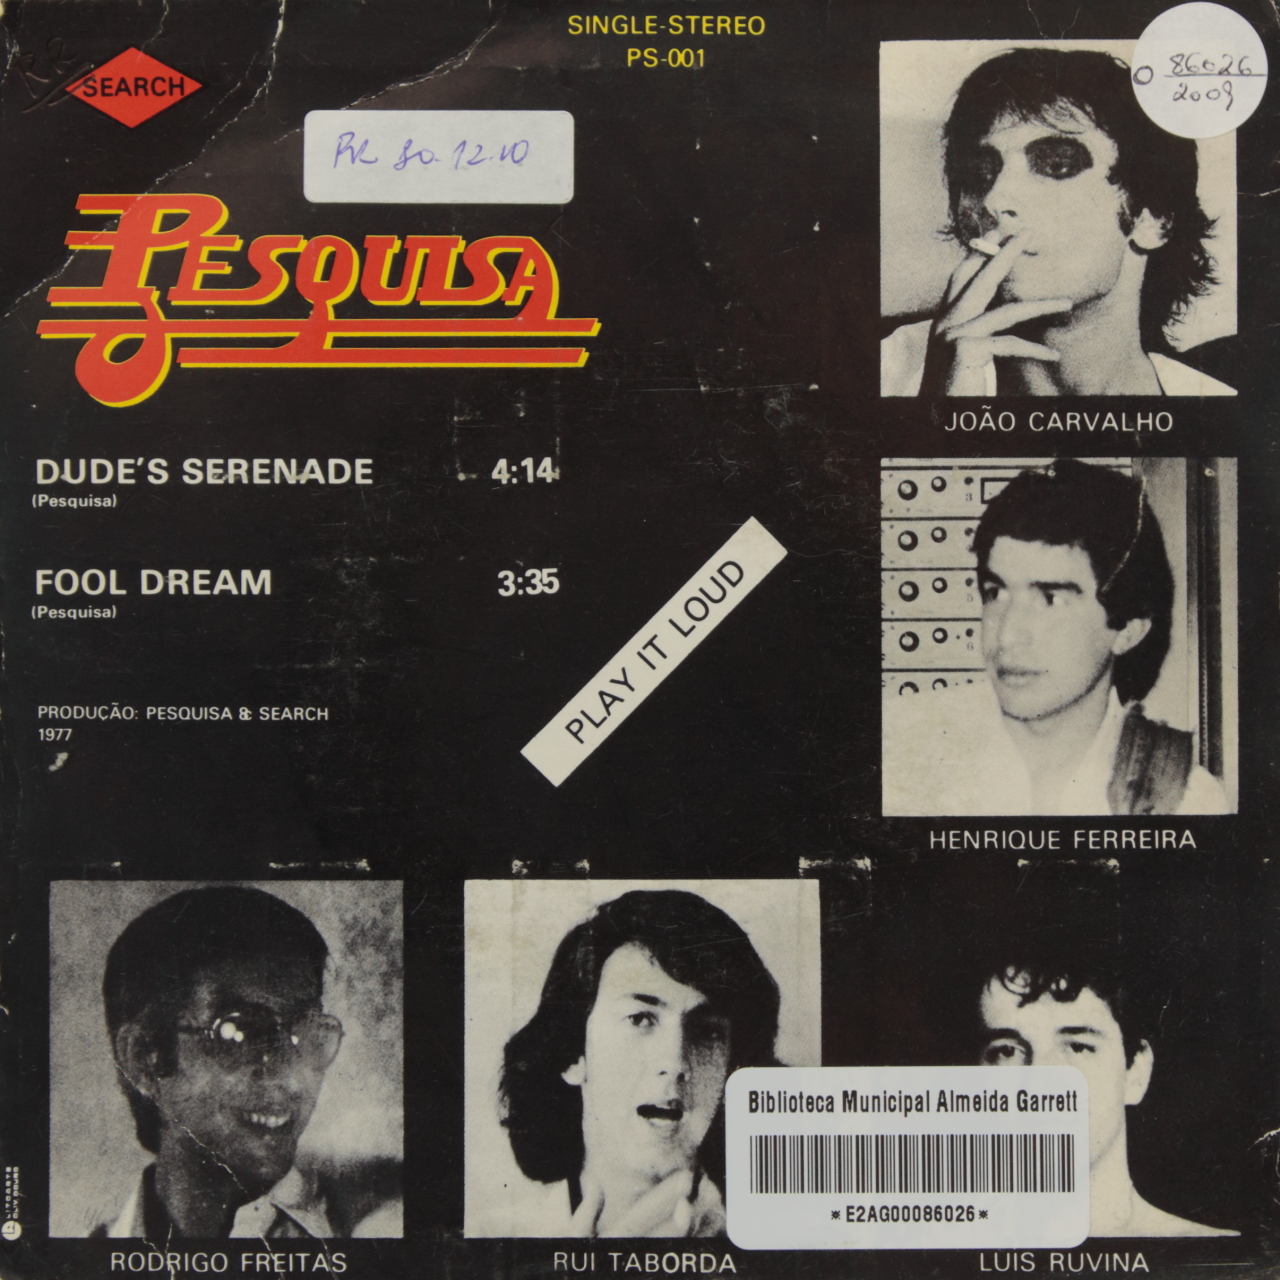 SINGLE-STEREO
PS-001
SEARCH
86026
2009
PESQUISA
DUDE'S SERENADE 4:14
(Pesquisa)
FOOL DREAM 3:35
(Pesquisa)
PLAY IT LOUD
PRODUÇÃO: PESQUISA & SEARCH
1977
JOÃO CARVALHO
HENRIQUE FERREIRA
Biblioteca Municipal Almeida Garrett
*E2AG00086026*
RODRIGO FREITAS
RUI TABORDA
LUIS RUVINA